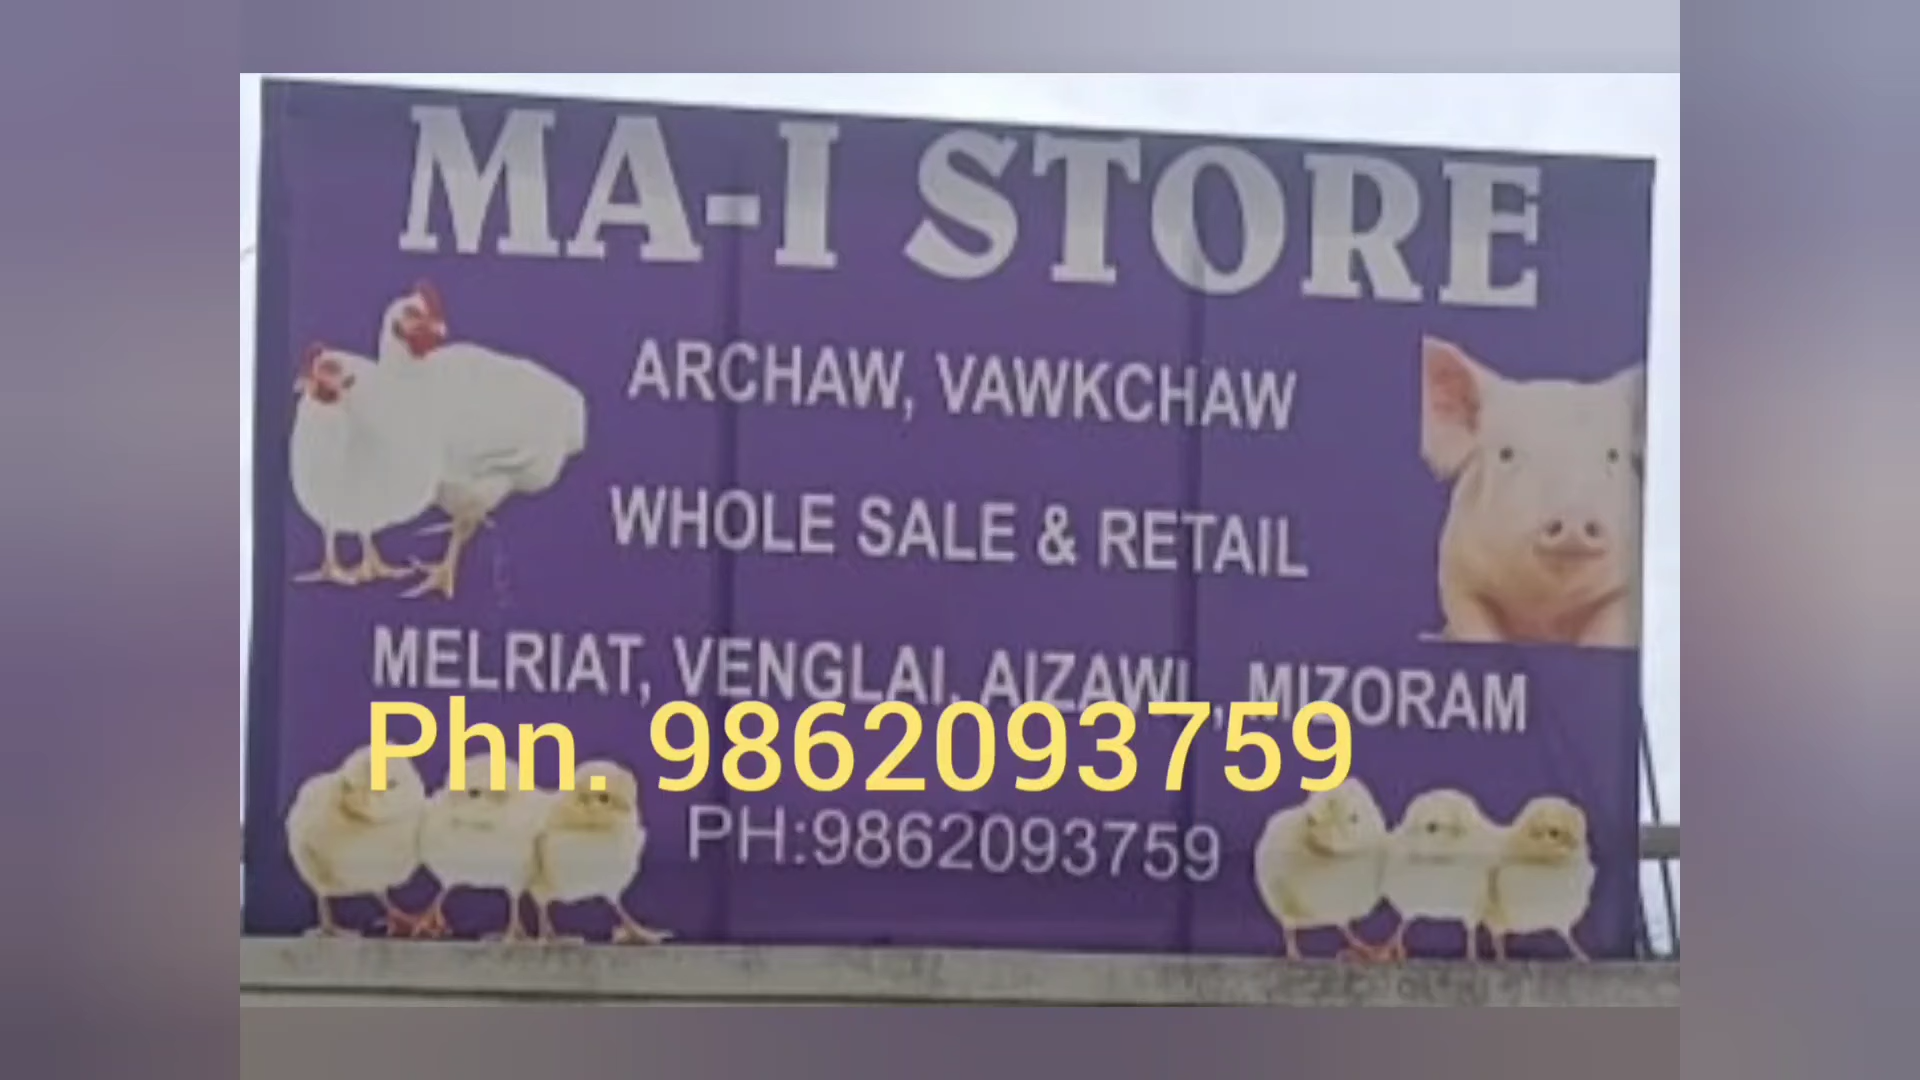 MA-I STORE
ARCHAW, VAWKCHAW
WHOLE SALE & RETAIL
MELRIAT, VENGLAI, AIZAWL, MIZORAM
Phn. 9862093759
PH:9862093759